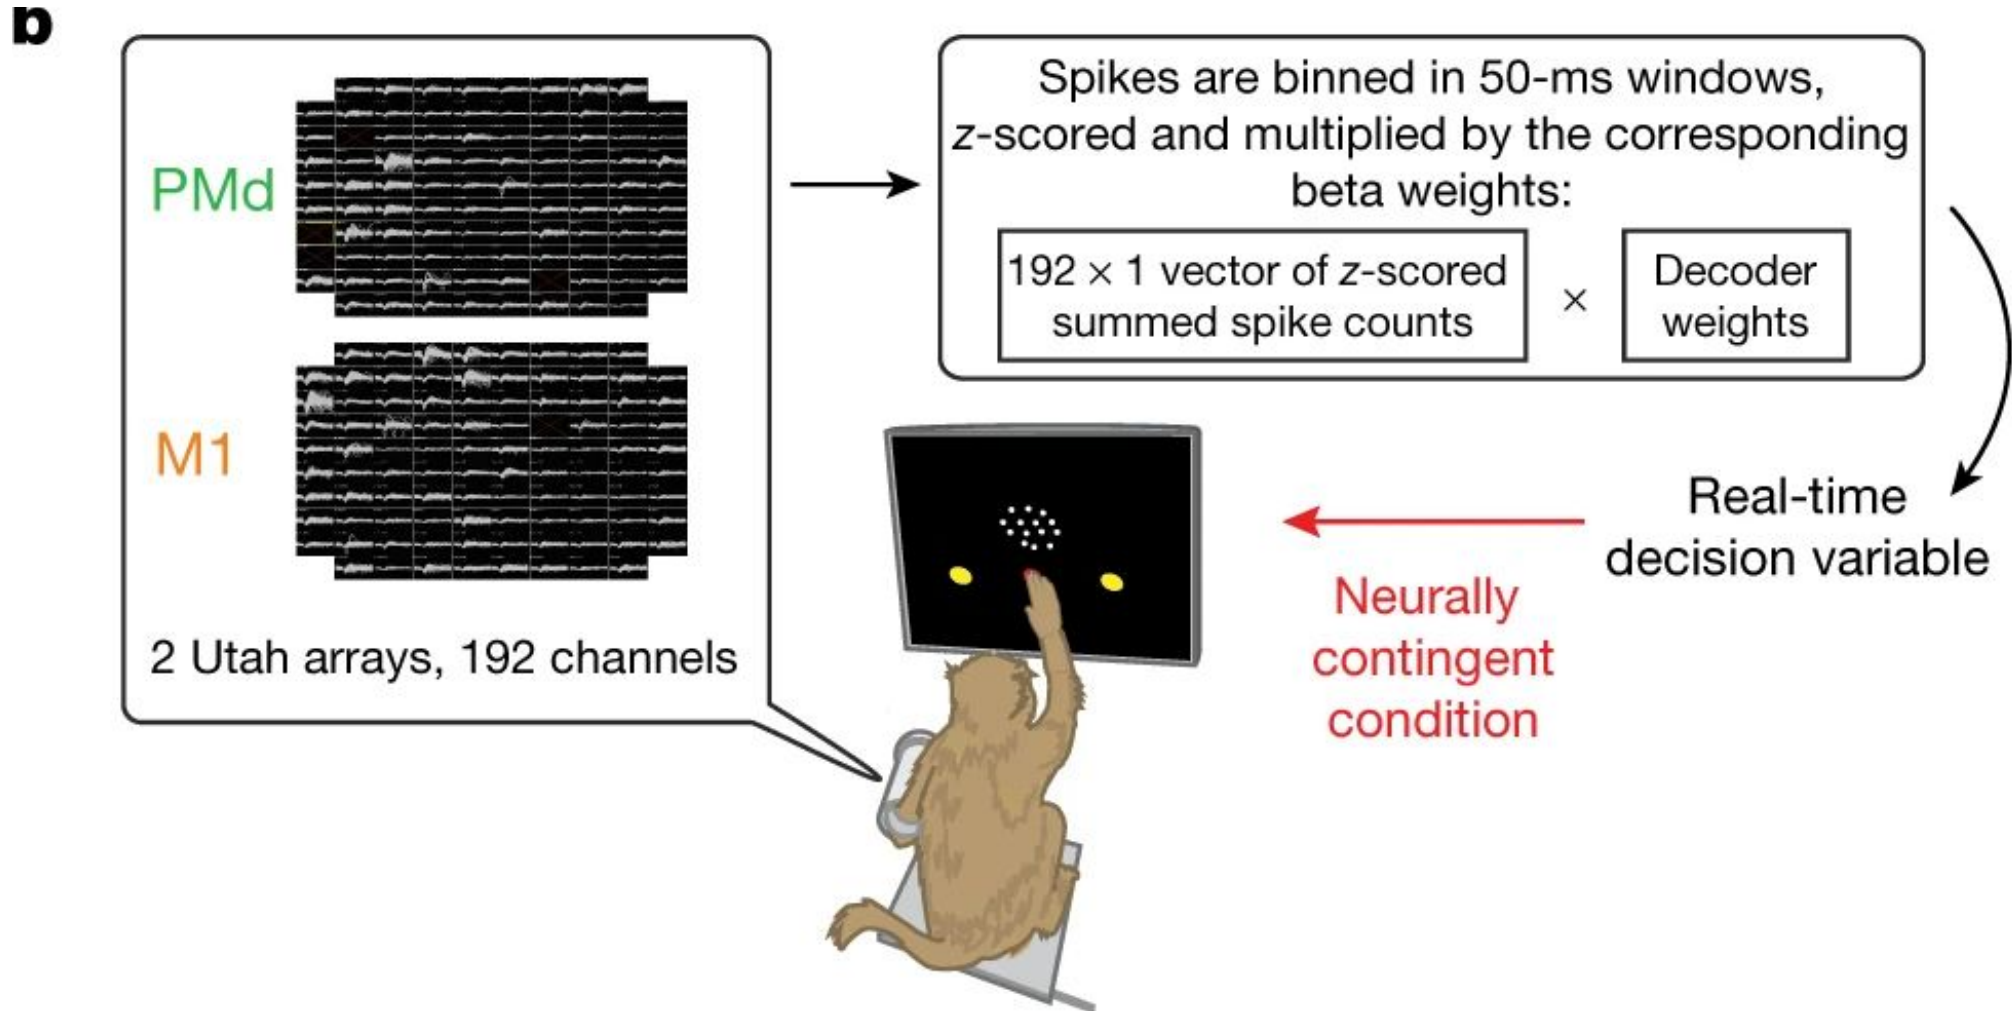 b
PMd
M1
2 Utah arrays, 192 channels
Spikes are binned in 50-ms windows,
z-scored and multiplied by the corresponding
beta weights:
192 × 1 vector of z-scored
summed spike counts
×
Decoder
weights
Real-time
decision variable
Neurally
contingent
condition